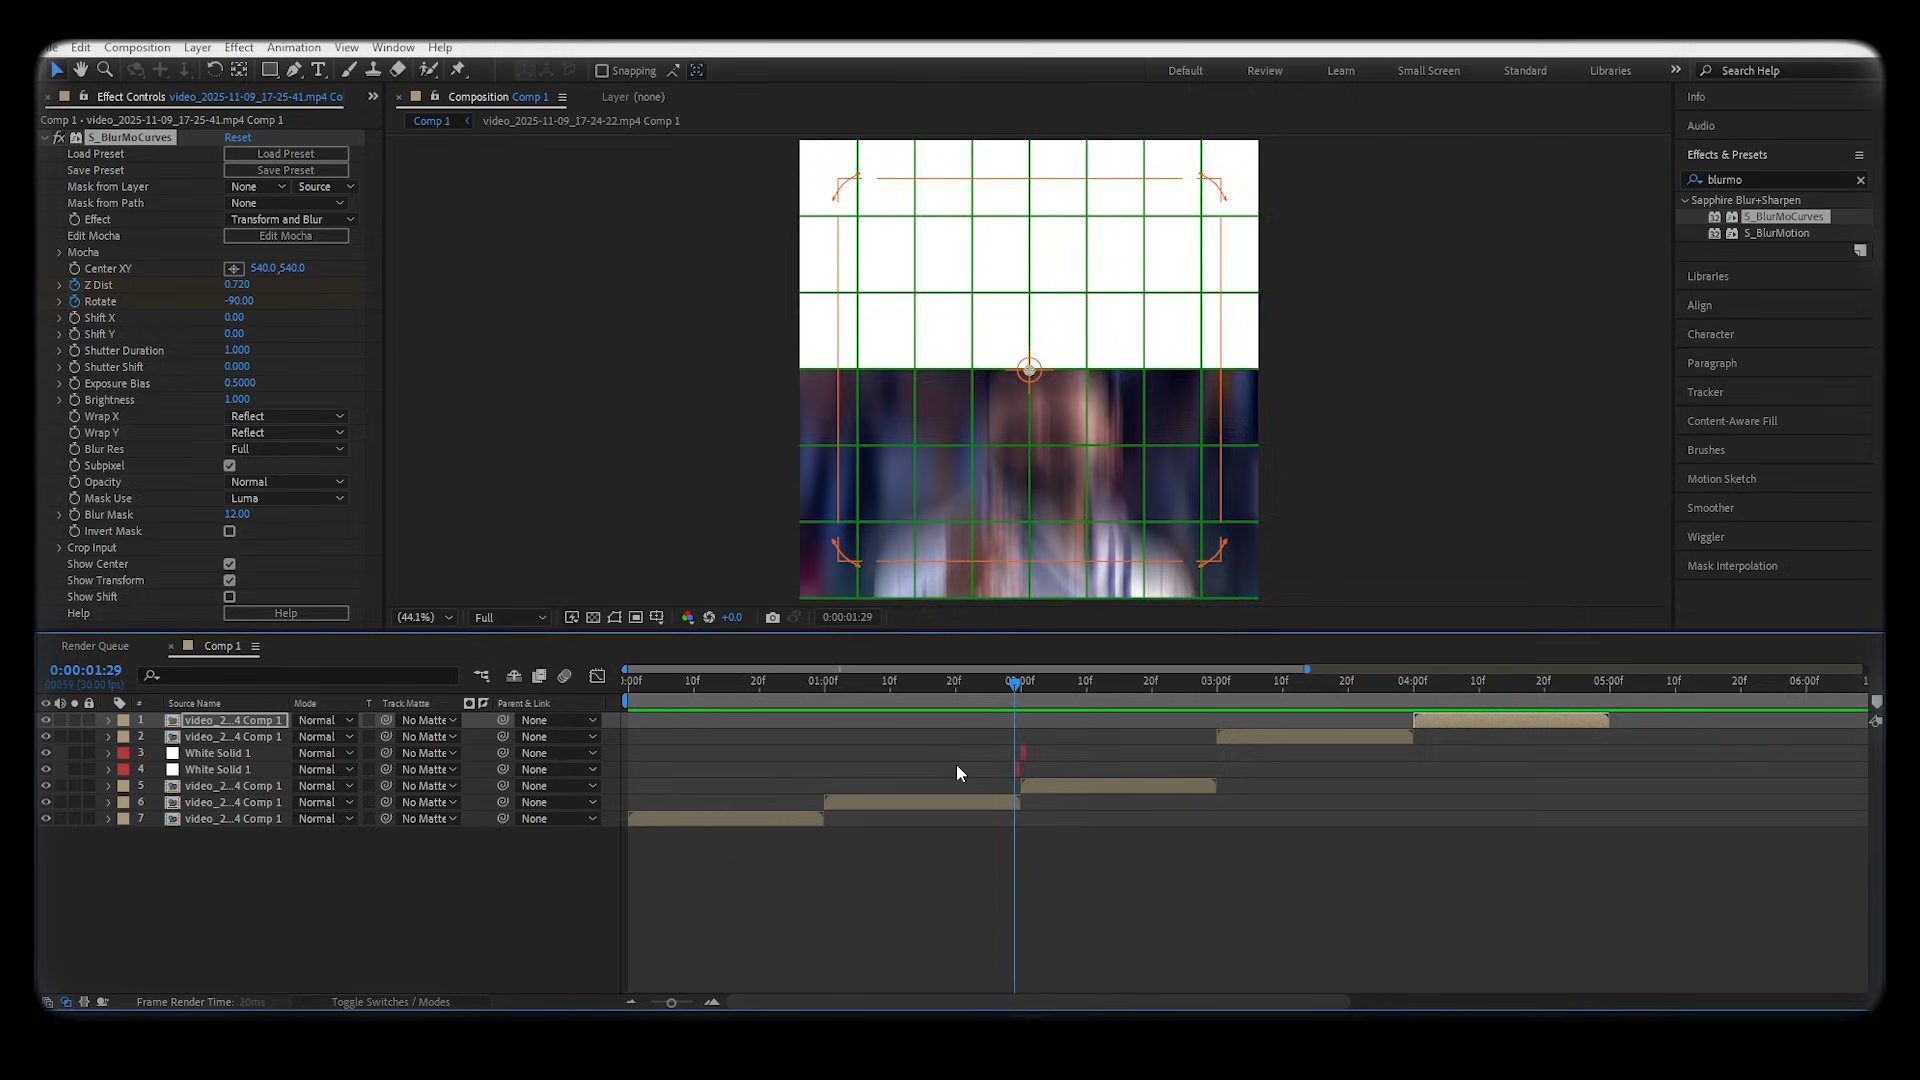 Edit Composition Layer Effect Animation View Window Help
Snapping
Default Review Learn Small Screen Standard Libraries Search Help
Effect Controls video_2025-11-09_17-25-41.mp4 Co
Comp 1 • video_2025-11-09_17-25-41.mp4 Comp 1
fx S_BlurMoCurves Reset
Load Preset Load Preset
Save Preset Save Preset
Mask from Layer None Source
Mask from Path None
Effect Transform and Blur
Edit Mocha Edit Mocha
Mocha
Center XY 540.0,540.0
Z Dist 0.720
Rotate -90.00
Shift X 0.00
Shift Y 0.00
Shutter Duration 1.000
Shutter Shift 0.000
Exposure Bias 0.5000
Brightness 1.000
Wrap X Reflect
Wrap Y Reflect
Blur Res Full
Subpixel
Opacity Normal
Mask Use Luma
Blur Mask 12.00
Invert Mask
Crop Input
Show Center
Show Transform
Show Shift
Help Help
Composition Comp 1 Layer (none)
Comp 1 video_2025-11-09_17-24-22.mp4 Comp 1
(44.1%) Full +0.0 0:00:01:29
Info
Audio
Effects & Presets
blurmo
Sapphire Blur+Sharpen
32 S_BlurMoCurves
32 S_BlurMotion
Libraries
Align
Character
Paragraph
Tracker
Content-Aware Fill
Brushes
Motion Sketch
Smoother
Wiggler
Mask Interpolation
Render Queue Comp 1
0:00:01:29
00059 (30.00 fps)
:00f 10f 20f 01:00f 10f 20f 10f 20f 03:00f 10f 20f 04:00f 10f 20f 05:00f 10f 20f 06:00f 1
# Source Name Mode T Track Matte Parent & Link
1 video_2...4 Comp 1 Normal No Matte None
2 video_2...4 Comp 1 Normal No Matte None
3 White Solid 1 Normal No Matte None
4 White Solid 1 Normal No Matte None
5 video_2...4 Comp 1 Normal No Matte None
6 video_2...4 Comp 1 Normal No Matte None
7 video_2...4 Comp 1 Normal No Matte None
Frame Render Time: 20ms Toggle Switches / Modes